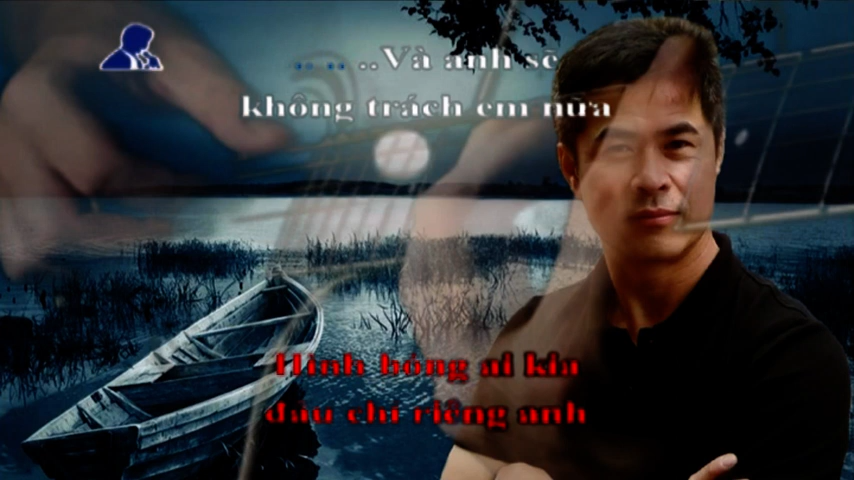 .. .. ..Và anh sẽ
không trách em nữa
Hình bóng ai kia
đâu chỉ riêng anh